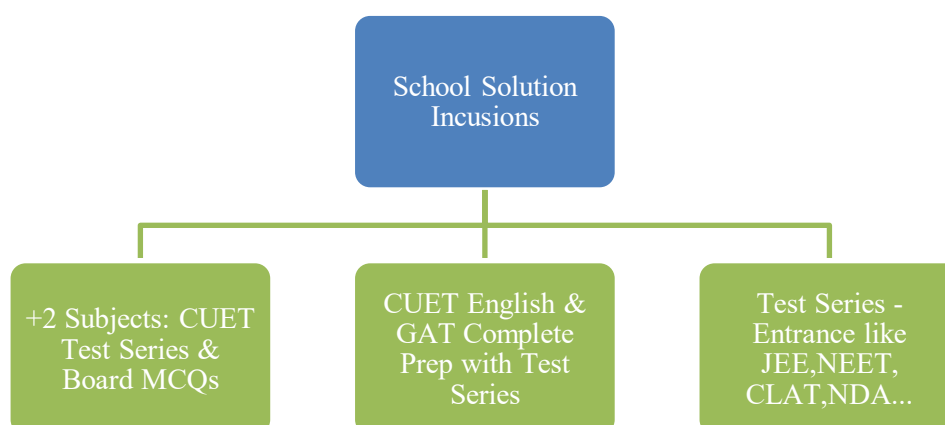 School Solution
Incusions
+2 Subjects: CUET
Test Series &
Board MCQs
CUET English &
GAT Complete
Prep with Test
Series
Test Series -
Entrance like
JEE,NEET,
CLAT,NDA...